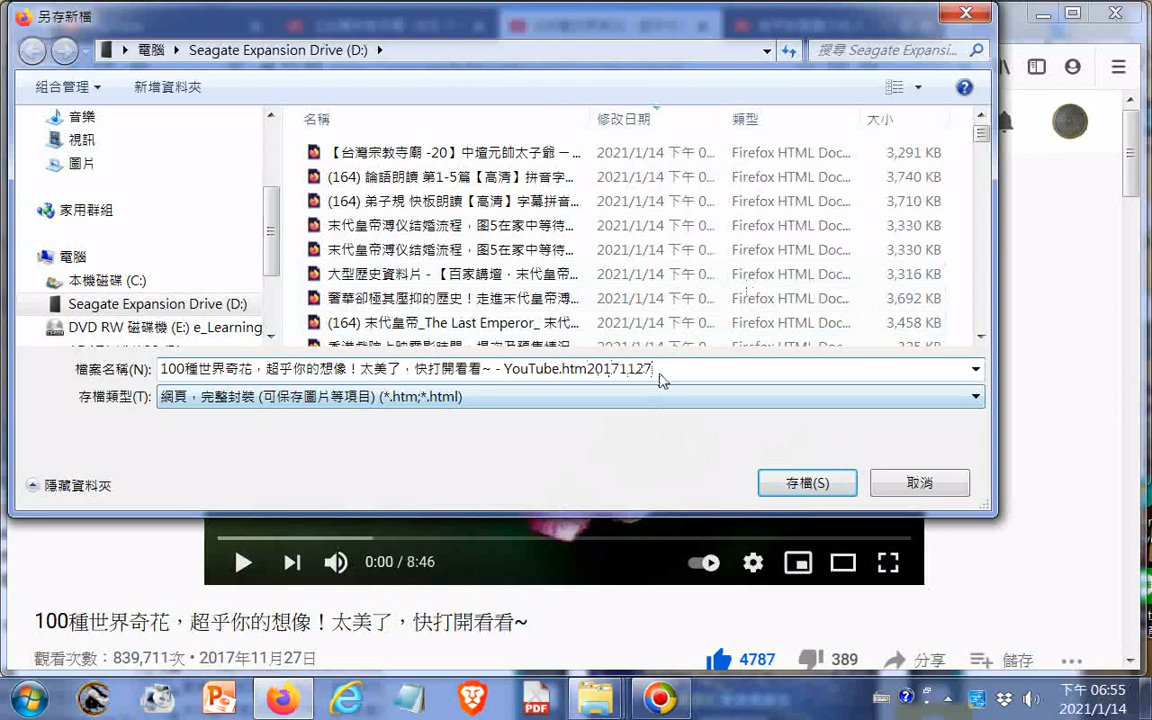 另存新檔
電腦 Seagate Expansion Drive (D:)
搜尋 Seagate Expansi...
組合管理 新增資料夾
音樂
視訊
圖片
家用群組
電腦
本機磁碟 (C:)
Seagate Expansion Drive (D:)
DVD RW 磁碟機 (E:) e_Learning
名稱 修改日期 類型 大小
【台灣宗教寺廟 -20】中壇元帥太子爺 ─... 2021/1/14 下午 0... Firefox HTML Doc... 3,291 KB
(164) 論語朗讀 第1-5篇【高清】拼音字... 2021/1/14 下午 0... Firefox HTML Doc... 3,740 KB
(164) 弟子規 快板朗讀【高清】字幕拼音... 2021/1/14 下午 0... Firefox HTML Doc... 3,710 KB
末代皇帝溥仪结婚流程，图5在家中等待... 2021/1/14 下午 0... Firefox HTML Doc... 3,330 KB
末代皇帝溥仪结婚流程，图5在家中等待... 2021/1/14 下午 0... Firefox HTML Doc... 3,330 KB
大型歷史資料片 -【百家講壇．末代皇帝... 2021/1/14 下午 0... Firefox HTML Doc... 3,316 KB
奢華卻極其壓抑的歷史！走進末代皇帝溥... 2021/1/14 下午 0... Firefox HTML Doc... 3,692 KB
(164) 末代皇帝_The Last Emperor_ 末代... 2021/1/14 下午 0... Firefox HTML Doc... 3,458 KB
檔案名稱(N): 100種世界奇花，超乎你的想像！太美了，快打開看看~ - YouTube.htm20171127
存檔類型(T): 網頁，完整封裝 (可保存圖片等項目) (*.htm;*.html)
隱藏資料夾
存檔(S) 取消
0:00 / 8:46
100種世界奇花，超乎你的想像！太美了，快打開看看~
觀看次數：839,711次 • 2017年11月27日
4787 389 分享 儲存
PDF
下午 06:55
2021/1/14